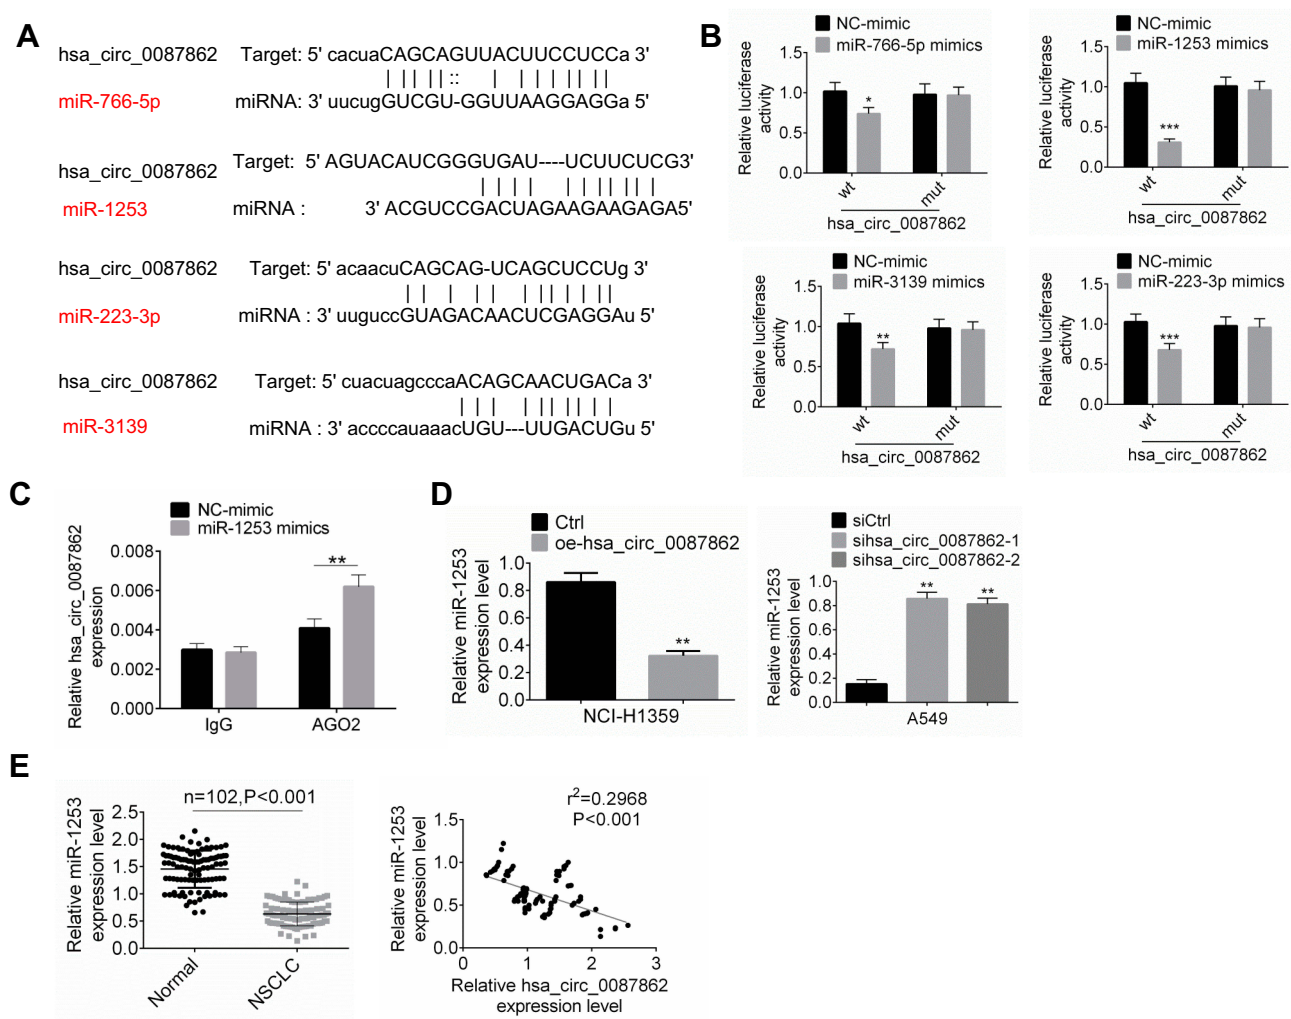 A
hsa_circ_0087862 Target: 5' cacuaCAGCAGUUACUUCCUCCa 3'
miR-766-5p miRNA: 3' uucugGUCGU-GGUUAAGGAGGa 5'
hsa_circ_0087862 Target: 5' AGUACAUCGGGUGAU----UCUUCUCG3'
miR-1253 miRNA : 3' ACGUCCGACUAGAAGAAGAGA5'
hsa_circ_0087862 Target: 5' acaacuCAGCAG-UCAGCUCCUg 3'
miR-223-3p miRNA : 3' uuguccGUAGACAACUCGAGGAu 5'
hsa_circ_0087862 Target: 5' cuacuagcccaACAGCAACUGACa 3'
miR-3139 miRNA : 3' accccauaaacUGU---UUGACUGu 5'
B
NC-mimic
miR-766-5p mimics
Relative luciferase
activity
1.5
1.0
0.5
0.0
*
wt mut
hsa_circ_0087862
NC-mimic
miR-1253 mimics
Relative luciferase
activity
1.5
1.0
0.5
0.0
***
wt mut
hsa_circ_0087862
NC-mimic
miR-3139 mimics
Relative luciferase
activity
1.5
1.0
0.5
0.0
**
wt mut
hsa_circ_0087862
NC-mimic
miR-223-3p mimics
Relative luciferase
activity
1.5
1.0
0.5
0.0
***
wt mut
hsa_circ_0087862
C
NC-mimic
miR-1253 mimics
Relative hsa_circ_0087862
expression
0.008
0.006
0.004
0.002
0.000
**
IgG AGO2
D
Ctrl
oe-hsa_circ_0087862
Relative miR-1253
expression level
1.0
0.8
0.6
0.4
0.2
0.0
**
NCI-H1359
siCtrl
sihsa_circ_0087862-1
sihsa_circ_0087862-2
Relative miR-1253
expression level
1.0
0.8
0.6
0.4
0.2
0.0
** **
A549
E
n=102,P<0.001
Relative miR-1253
expression level
2.5
2.0
1.5
1.0
0.5
0.0
Normal NSCLC
r2=0.2968
P<0.001
Relative miR-1253
expression level
1.5
1.0
0.5
0.0
0 1 2 3
Relative hsa_circ_0087862
expression level